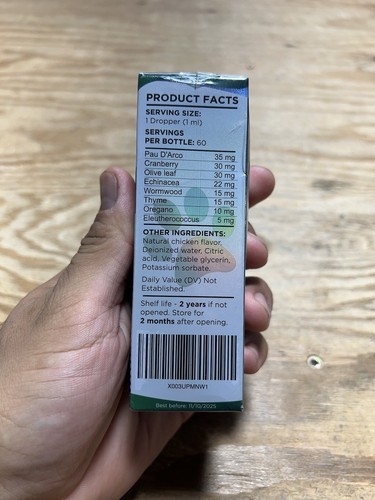 PRODUCT FACTS
SERVING SIZE:
1 Dropper (1 ml)
SERVINGS
PER BOTTLE: 60
Pau D'Arco 35 mg
Cranberry 30 mg
Olive leaf 30 mg
Echinacea 22 mg
Wormwood 15 mg
Thyme 15 mg
Oregano 10 mg
Eleutherococcus 5 mg
OTHER INGREDIENTS:
Natural chicken flavor,
Deionized water, Citric
acid, Vegetable glycerin,
Potassium sorbate.
Daily Value (DV) Not
Established.
Shelf life - 2 years if not
opened. Store for
2 months after opening.
X003UPMNW1
Best before: 11/10/2025